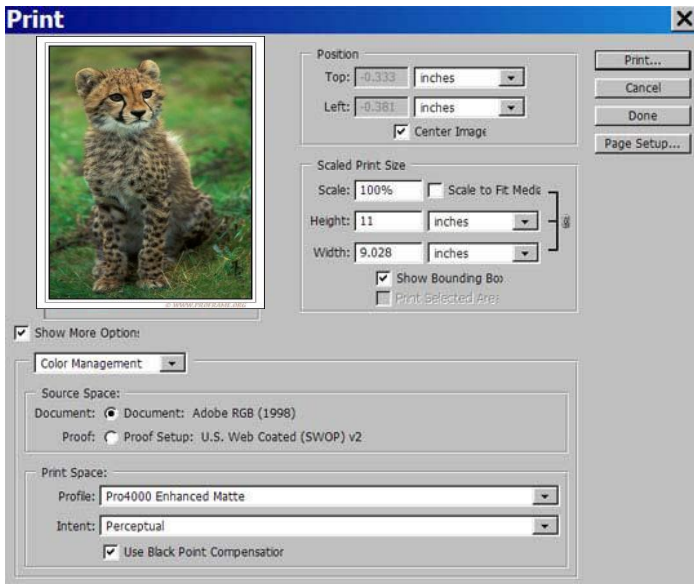 Print
Position
Top: -0.333 inches
Left: -0.381 inches
Center Image
Print...
Cancel
Done
Page Setup...
Scaled Print Size
Scale: 100% Scale to Fit Media
Height: 11 inches
Width: 9.028 inches
Show Bounding Box
Print Selected Area
© WWW.PROFRAME.ORG
Show More Options
Color Management
Source Space:
Document: Document: Adobe RGB (1998)
Proof: Proof Setup: U.S. Web Coated (SWOP) v2
Print Space:
Profile: Pro4000 Enhanced Matte
Intent: Perceptual
Use Black Point Compensation